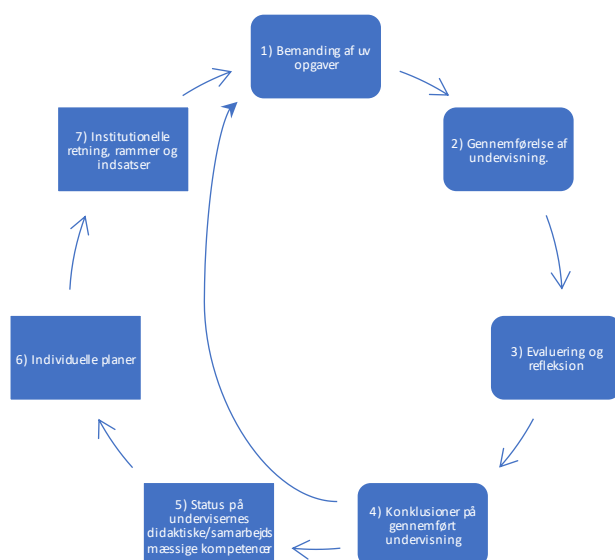 1) Bemanding af uv
opgaver
2) Gennemførelse af
undervisning.
3) Evaluering og
refleksion
4) Konklusioner på
gennemført
undervisning
5) Status på
undervisernes
didaktiske/samarbejds
mæssige kompetencer
6) Individuelle planer
7) Institutionelle
retning, rammer og
indsatser